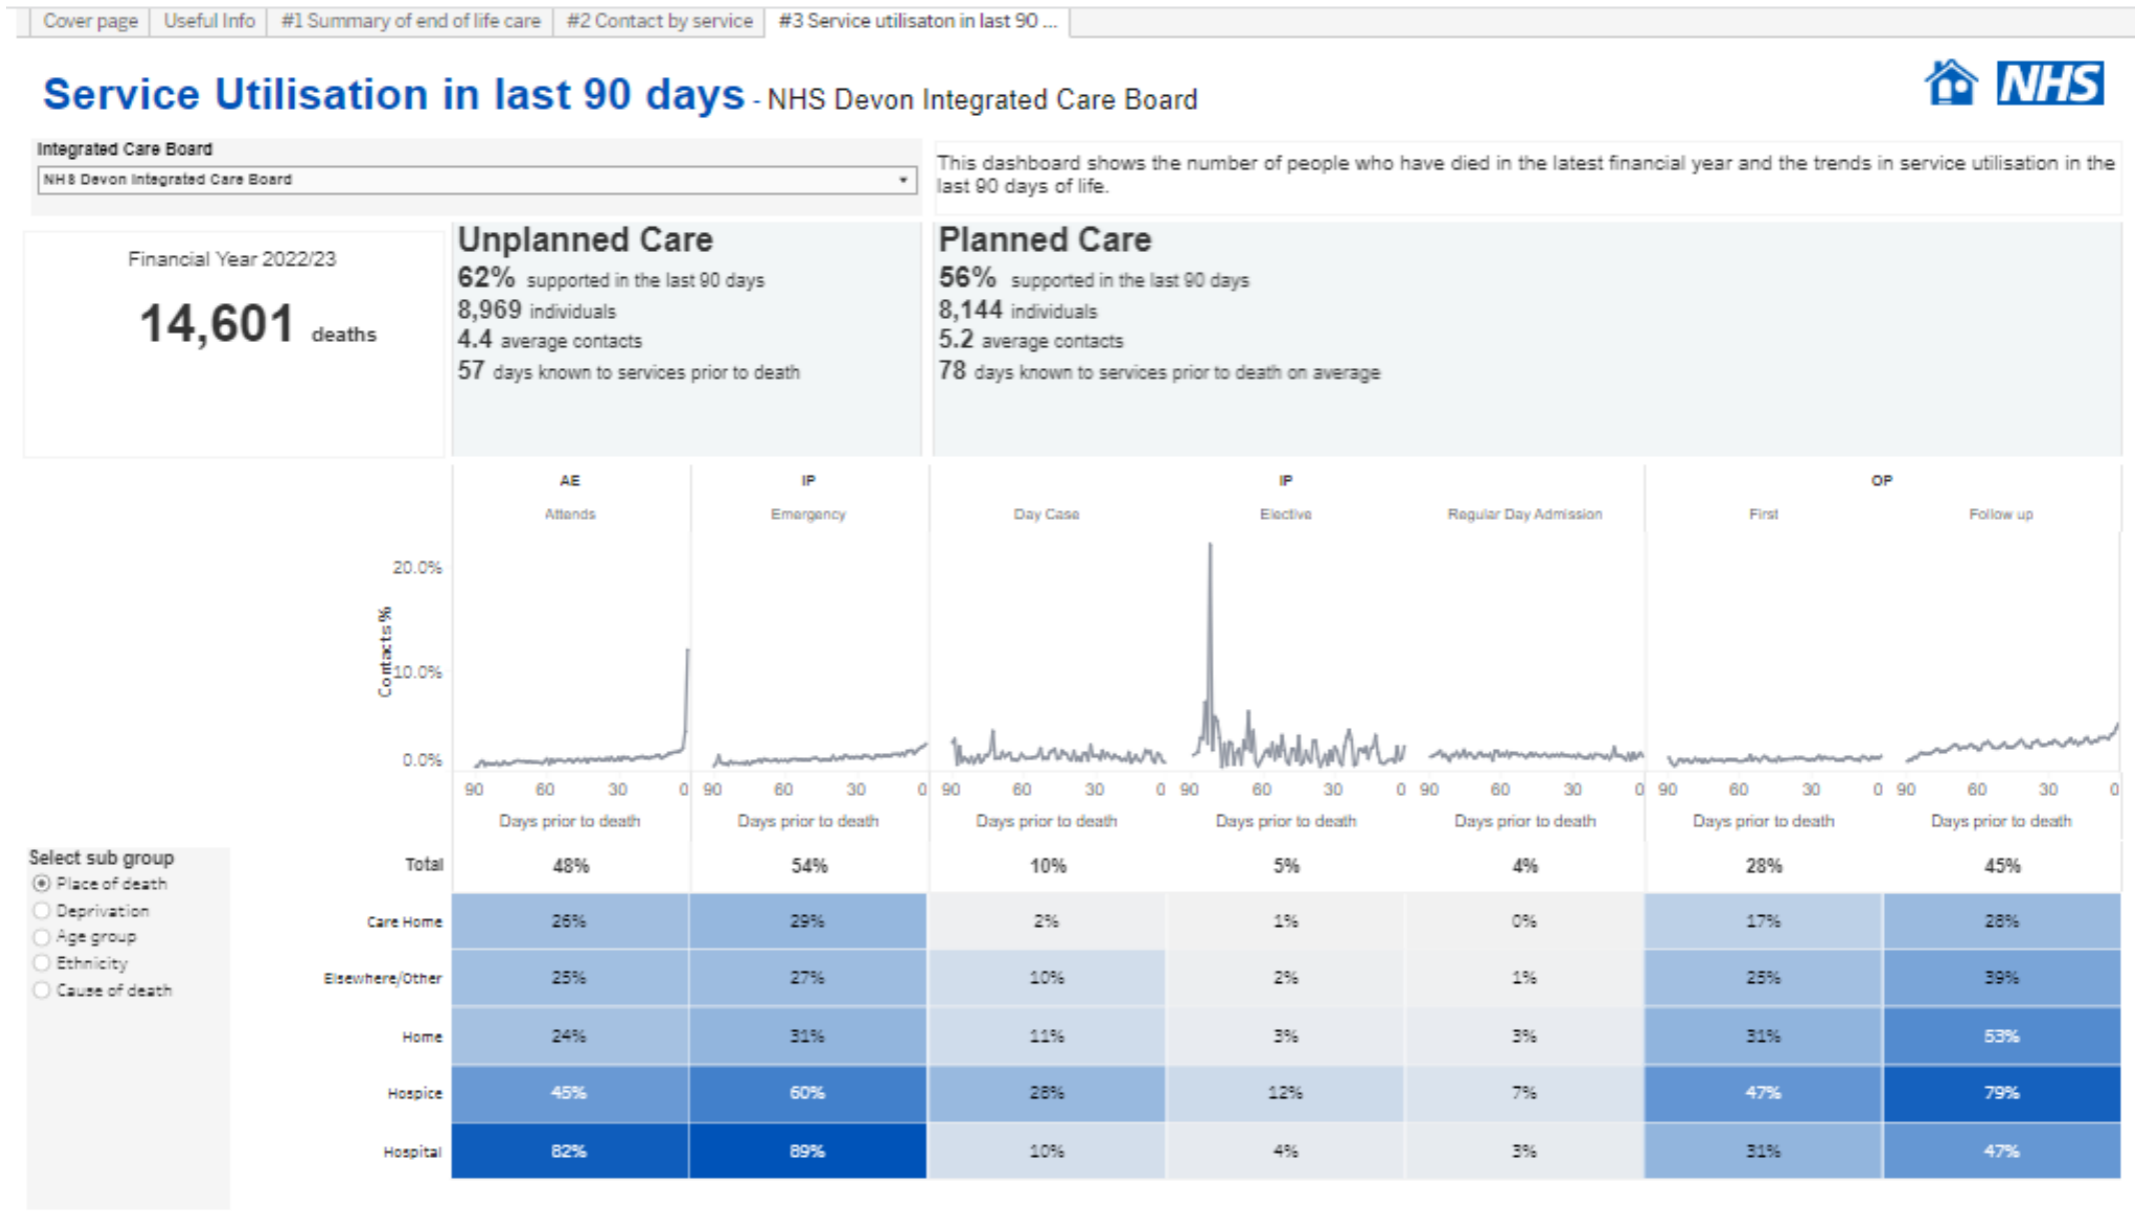 Cover page Useful Info #1 Summary of end of life care #2 Contact by service #3 Service utilisaton in last 90 ...
Service Utilisation in last 90 days - NHS Devon Integrated Care Board
NHS
Integrated Care Board
NHS Devon Integrated Care Board
This dashboard shows the number of people who have died in the latest financial year and the trends in service utilisation in the
last 90 days of life.
Financial Year 2022/23
14,601 deaths
Unplanned Care
62% supported in the last 90 days
8,969 individuals
4.4 average contacts
57 days known to services prior to death
Planned Care
56% supported in the last 90 days
8,144 individuals
5.2 average contacts
78 days known to services prior to death on average
AE IP IP OP
Attends Emergency Day Case Elective Regular Day Admission First Follow up
Contacts %
20.0%
10.0%
0.0%
90 60 30 0 90 60 30 0 90 60 30 0 90 60 30 0 90 60 30 0 90 60 30 0 90 60 30 0
Days prior to death Days prior to death Days prior to death Days prior to death Days prior to death Days prior to death Days prior to death
Select sub group
Place of death
Deprivation
Age group
Ethnicity
Cause of death
Total 48% 54% 10% 5% 4% 28% 45%
Care Home 26% 29% 2% 1% 0% 17% 28%
Elsewhere/Other 25% 27% 10% 2% 1% 25% 39%
Home 24% 31% 11% 3% 3% 31% 53%
Hospice 45% 60% 28% 12% 7% 47% 79%
Hospital 82% 89% 10% 4% 3% 31% 47%